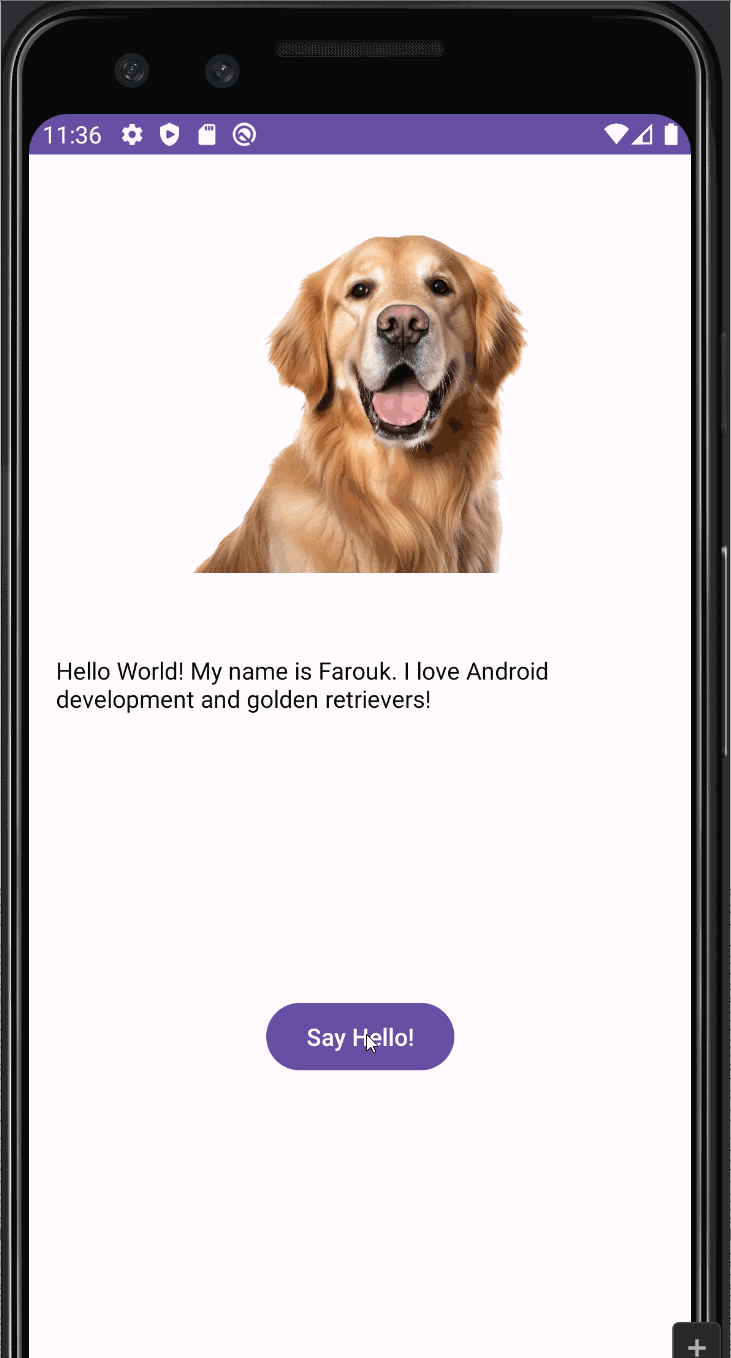 11:36
Hello World! My name is Farouk. I love Android
development and golden retrievers!
Say Hello!